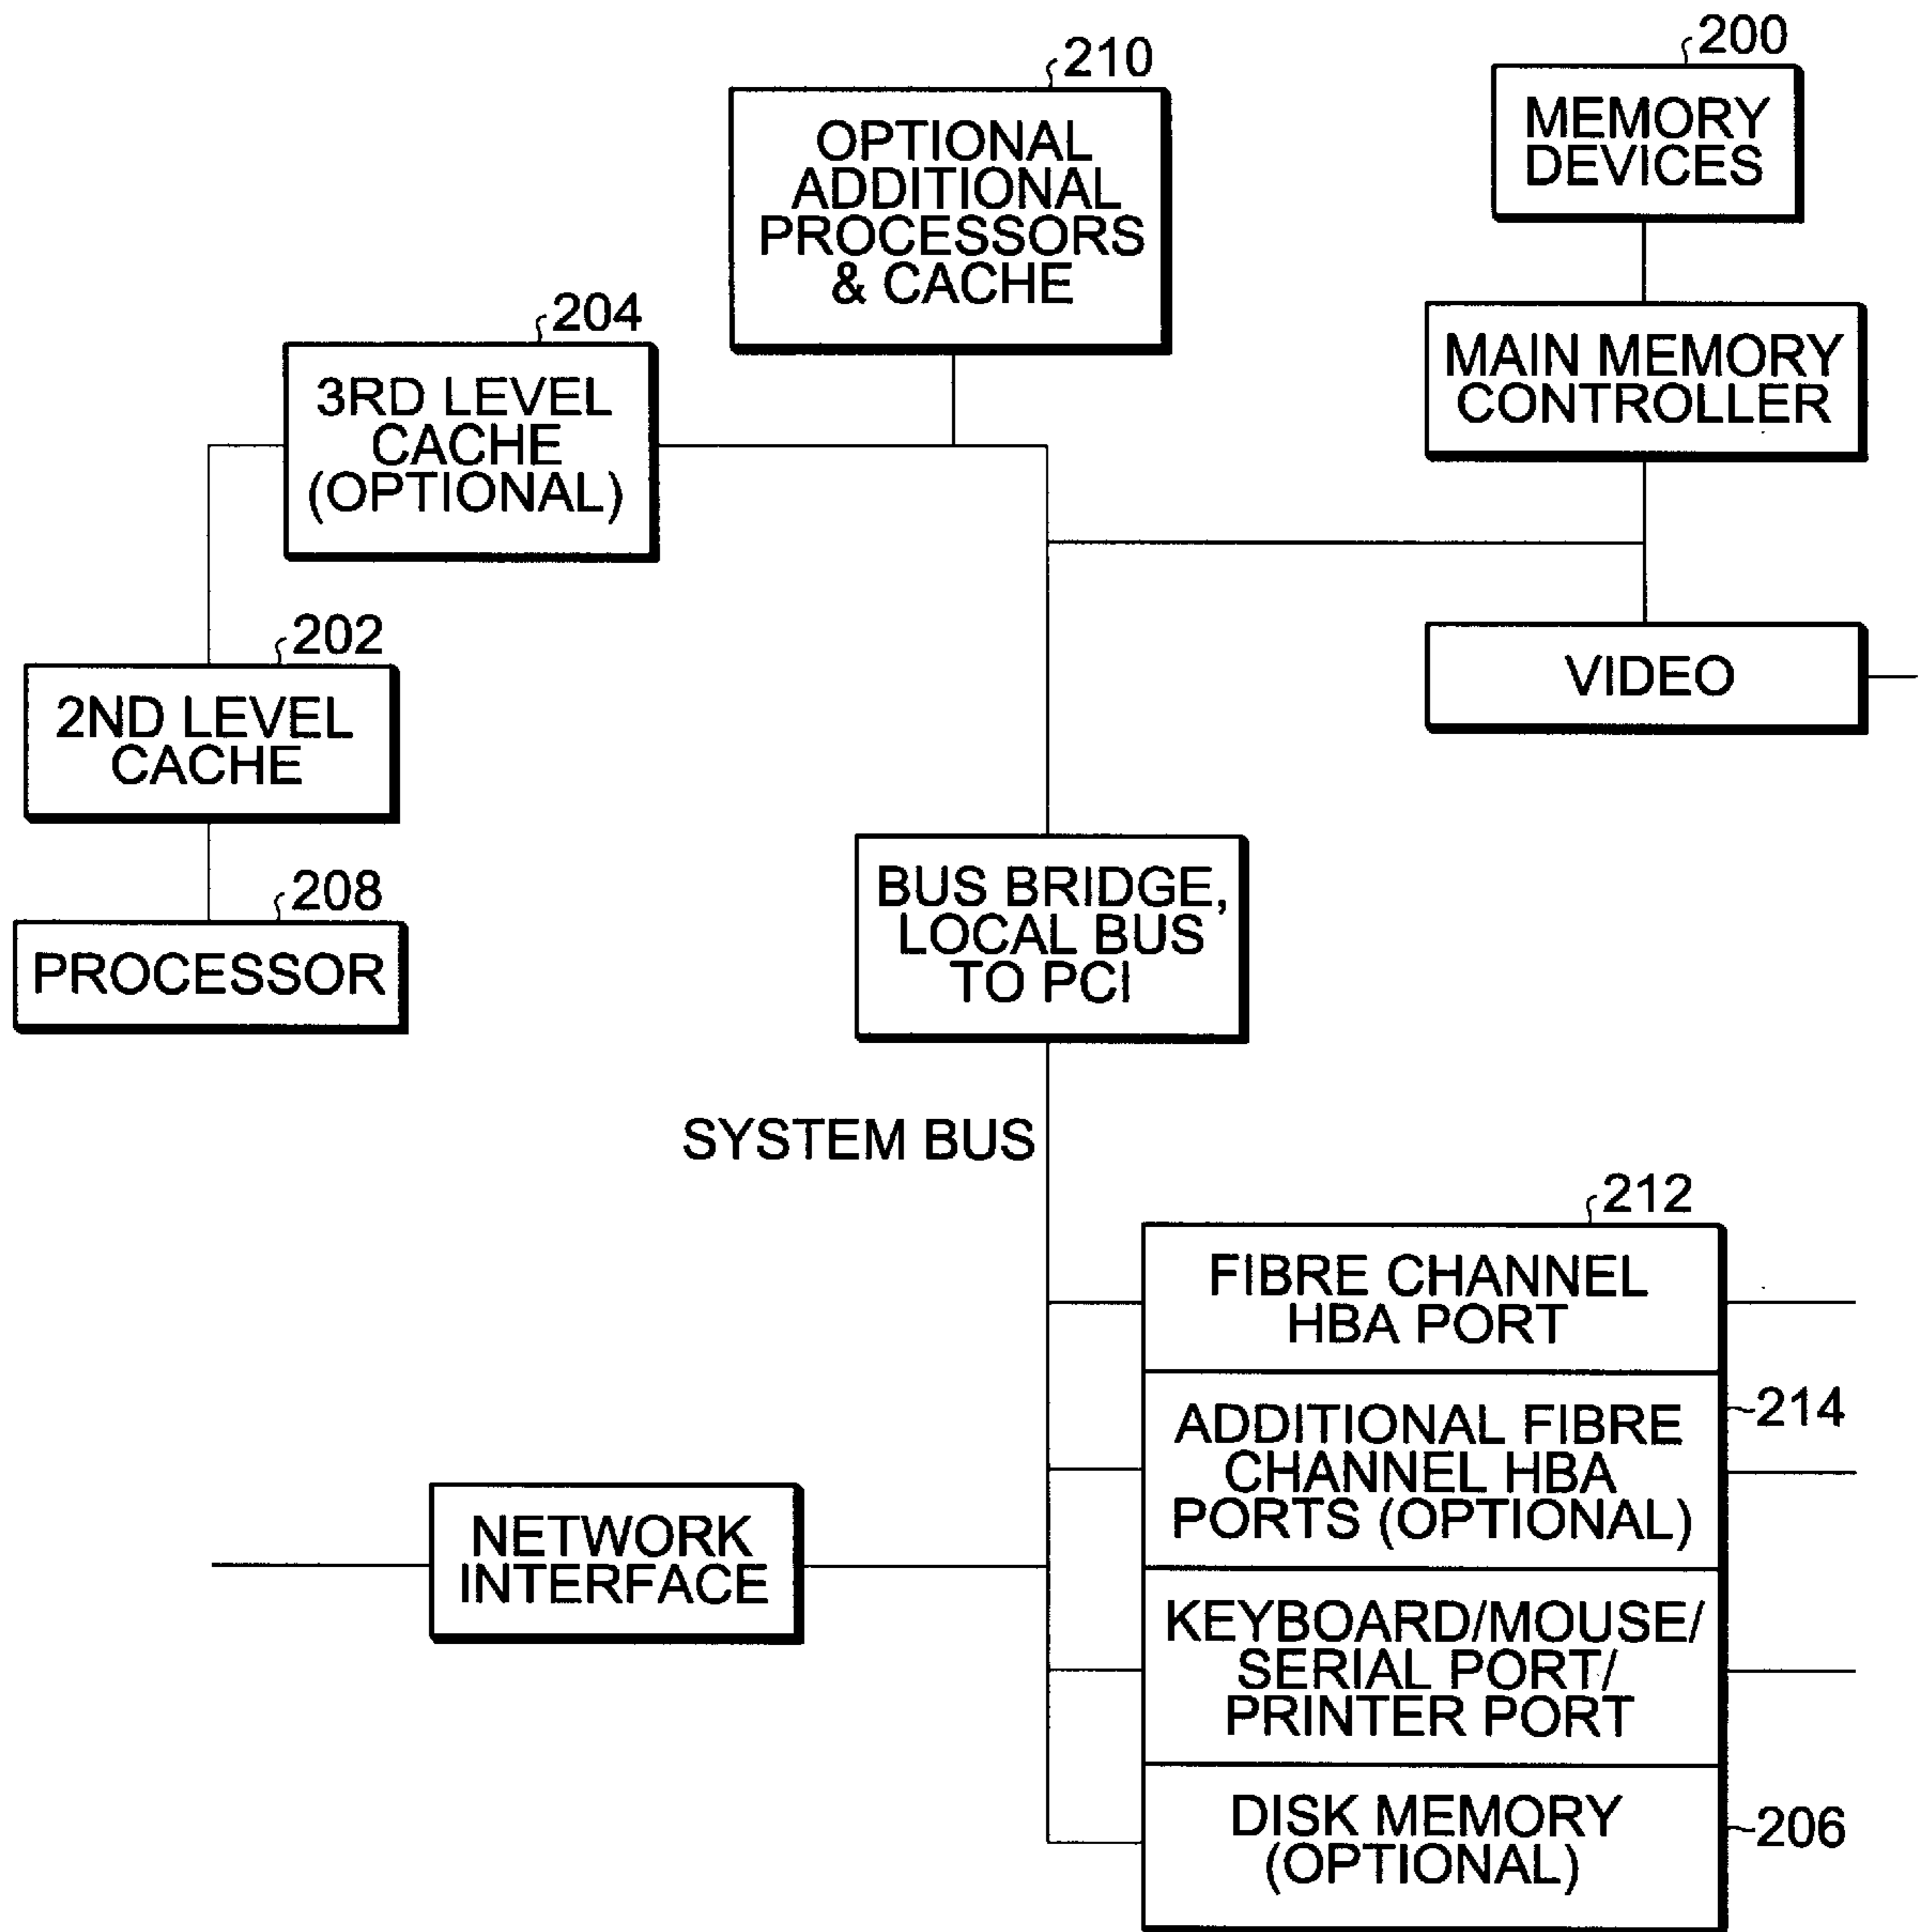 210
OPTIONAL
ADDITIONAL
PROCESSORS
& CACHE
200
MEMORY
DEVICES
MAIN MEMORY
CONTROLLER
204
3RD LEVEL
CACHE
(OPTIONAL)
202
2ND LEVEL
CACHE
VIDEO
208
PROCESSOR
BUS BRIDGE,
LOCAL BUS
TO PCI
SYSTEM BUS
212
FIBRE CHANNEL
HBA PORT
214
ADDITIONAL FIBRE
CHANNEL HBA
PORTS (OPTIONAL)
NETWORK
INTERFACE
KEYBOARD/MOUSE/
SERIAL PORT/
PRINTER PORT
DISK MEMORY
(OPTIONAL)
206